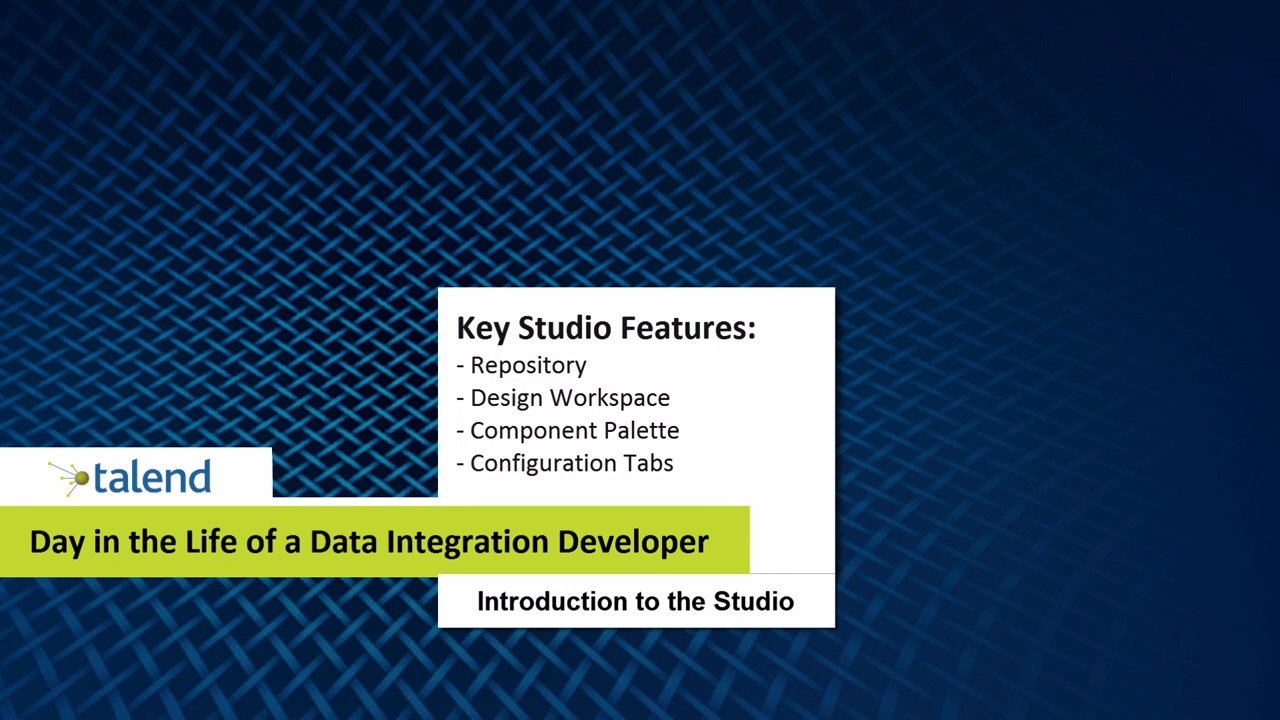 Key Studio Features:
- Repository
- Design Workspace
- Component Palette
- Configuration Tabs
talend
Day in the Life of a Data Integration Developer
Introduction to the Studio